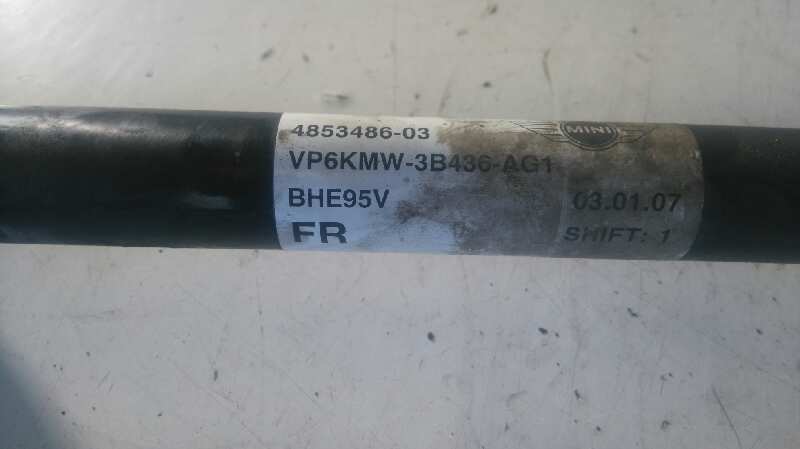 4853486-03
MINI
VP6KMW-3B436-AG1
BHE95V
03.01.07
FR
SHIFT: 1